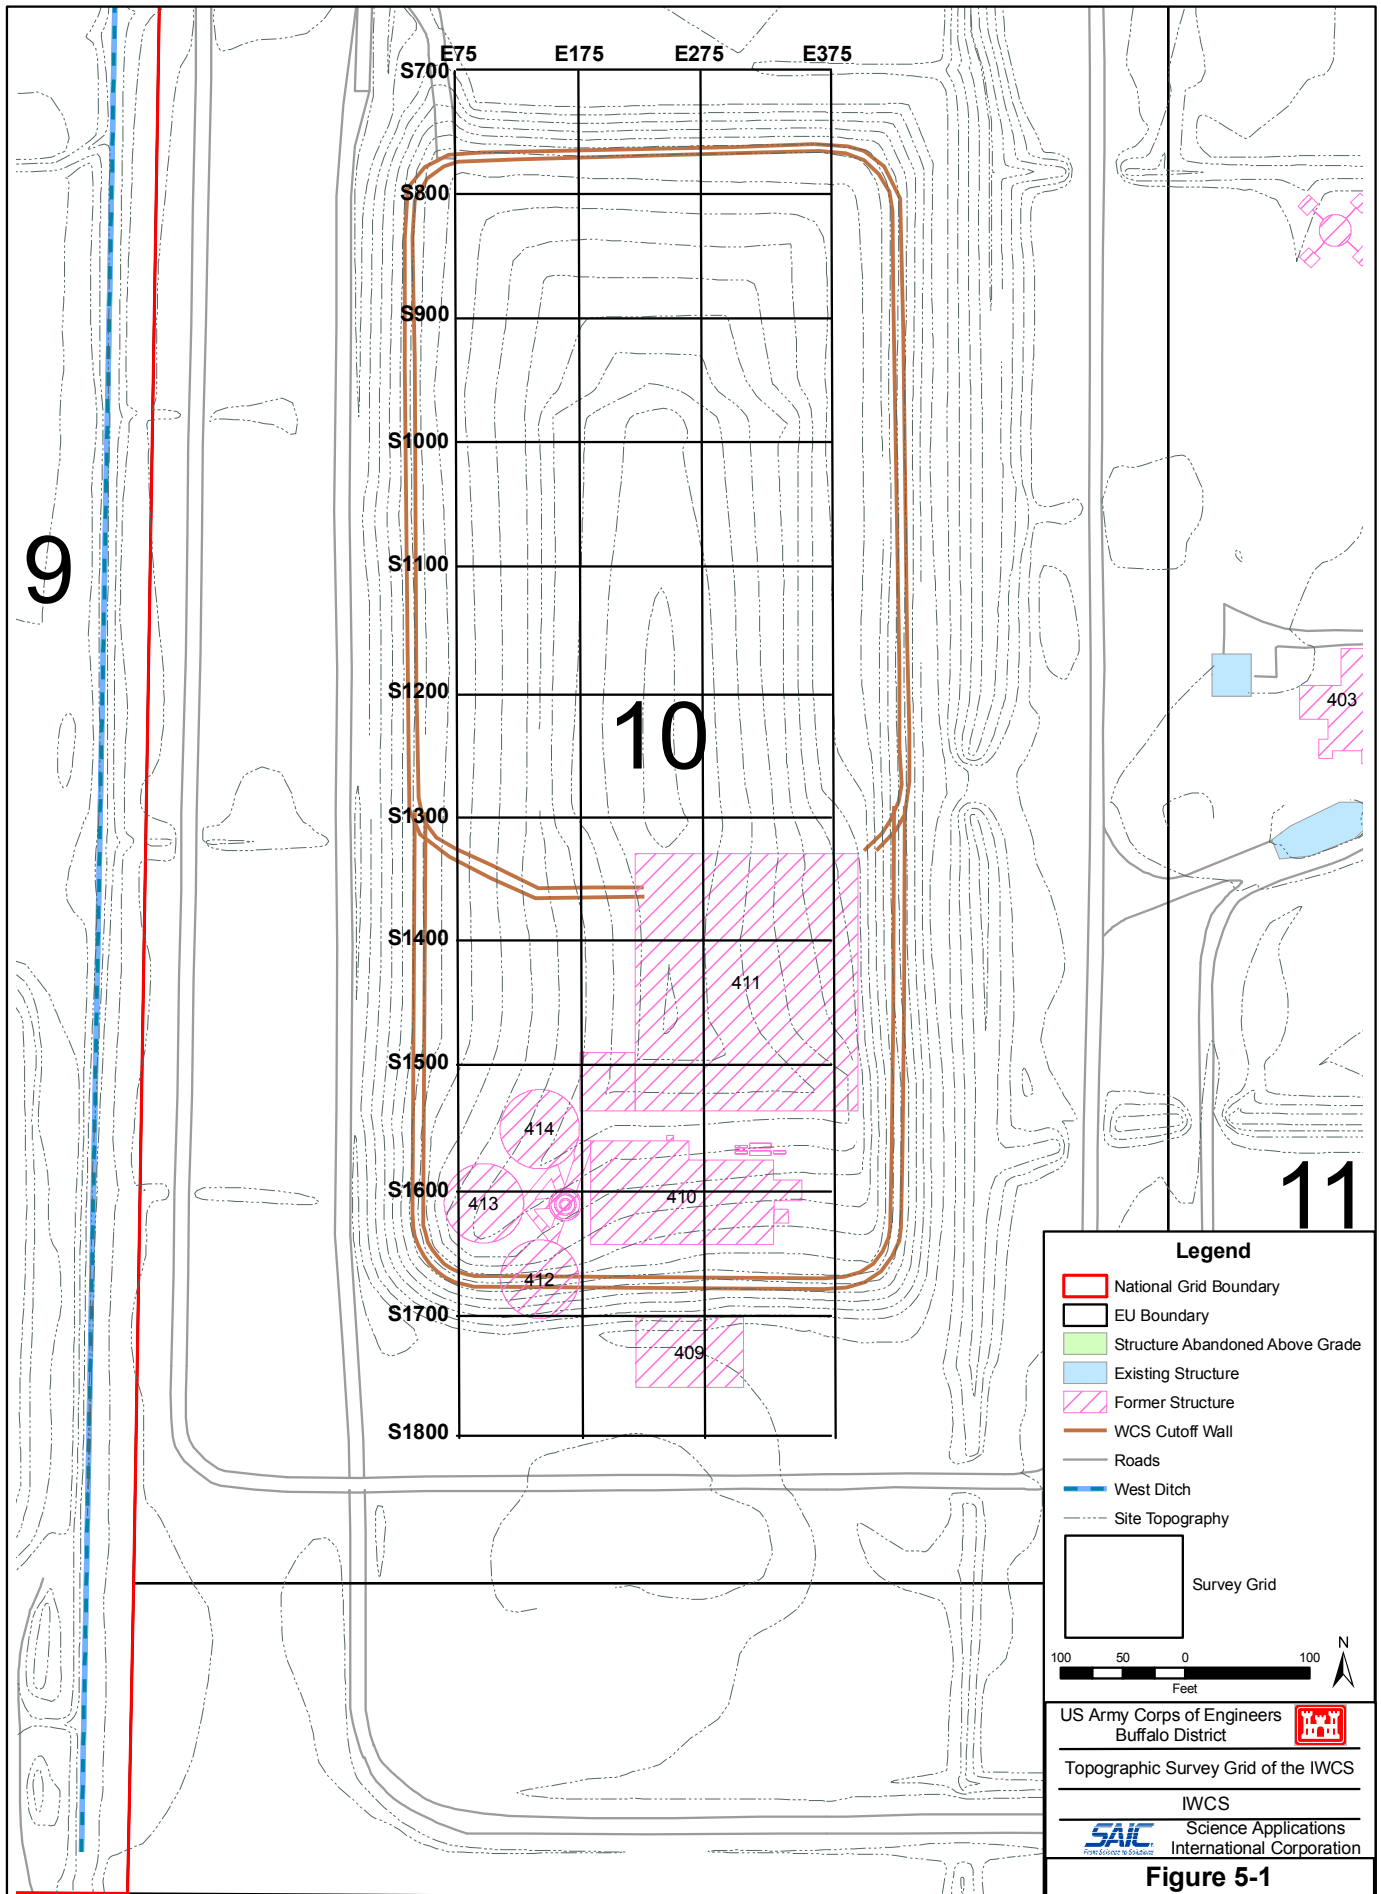 E75 E175 E275 E375
S700
S800
S900
S1000
S1100
S1200
S1300
S1400
S1500
S1600
S1700
S1800
9
10
11
403
411
414
413
410
412
409
Legend
National Grid Boundary
EU Boundary
Structure Abandoned Above Grade
Existing Structure
Former Structure
WCS Cutoff Wall
Roads
West Ditch
Site Topography
Survey Grid
N
100 50 0 100
Feet
US Army Corps of Engineers
Buffalo District
Topographic Survey Grid of the IWCS
IWCS
SAIC
From Science to Solutions
Science Applications
International Corporation
Figure 5-1